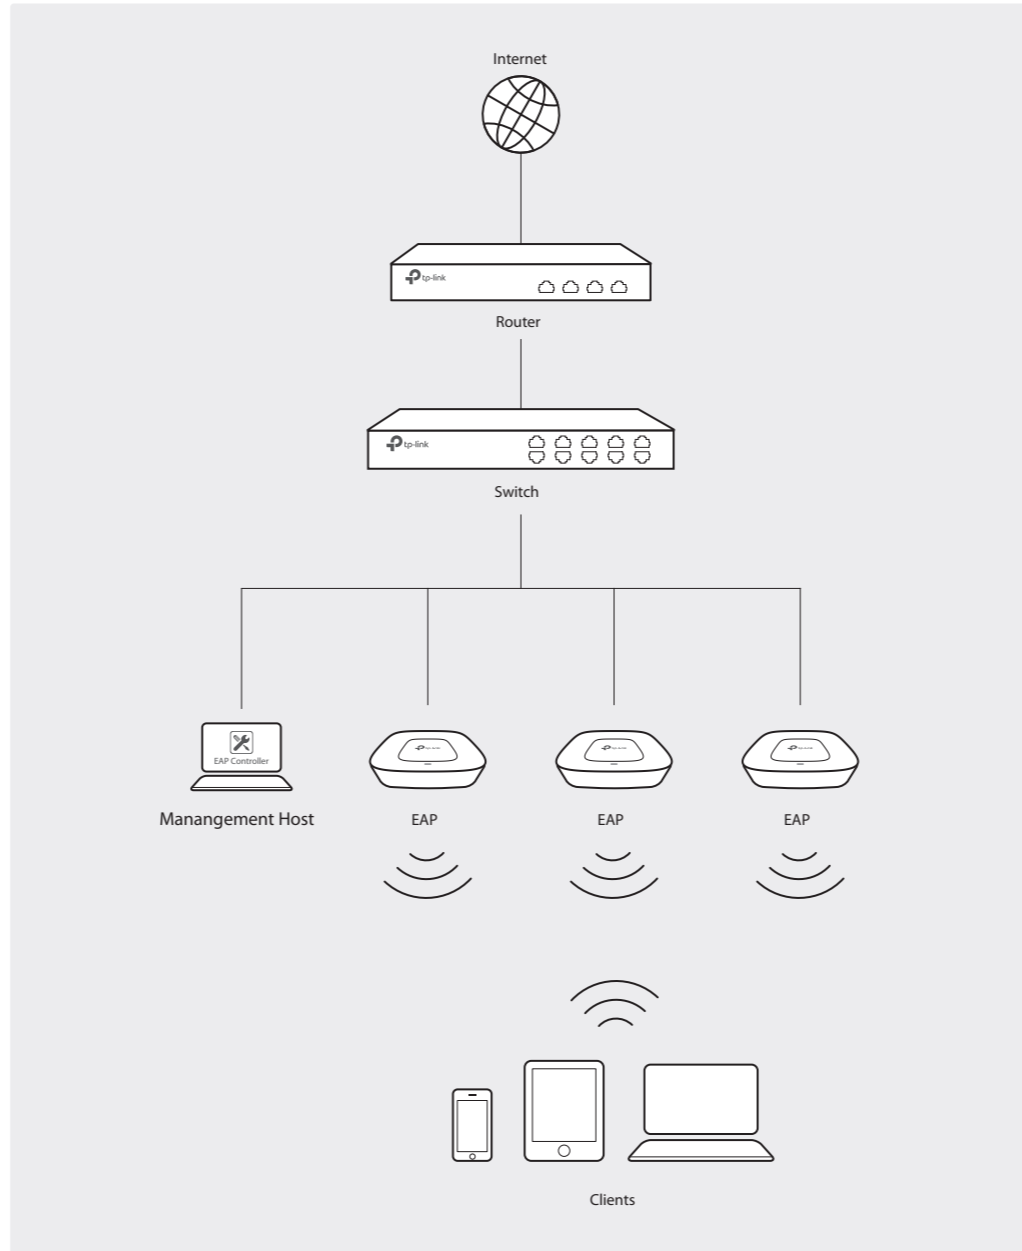 Internet
tp-link
Router
tp-link
Switch
EAP Controller
Manangement Host
EAP
EAP
EAP
Clients